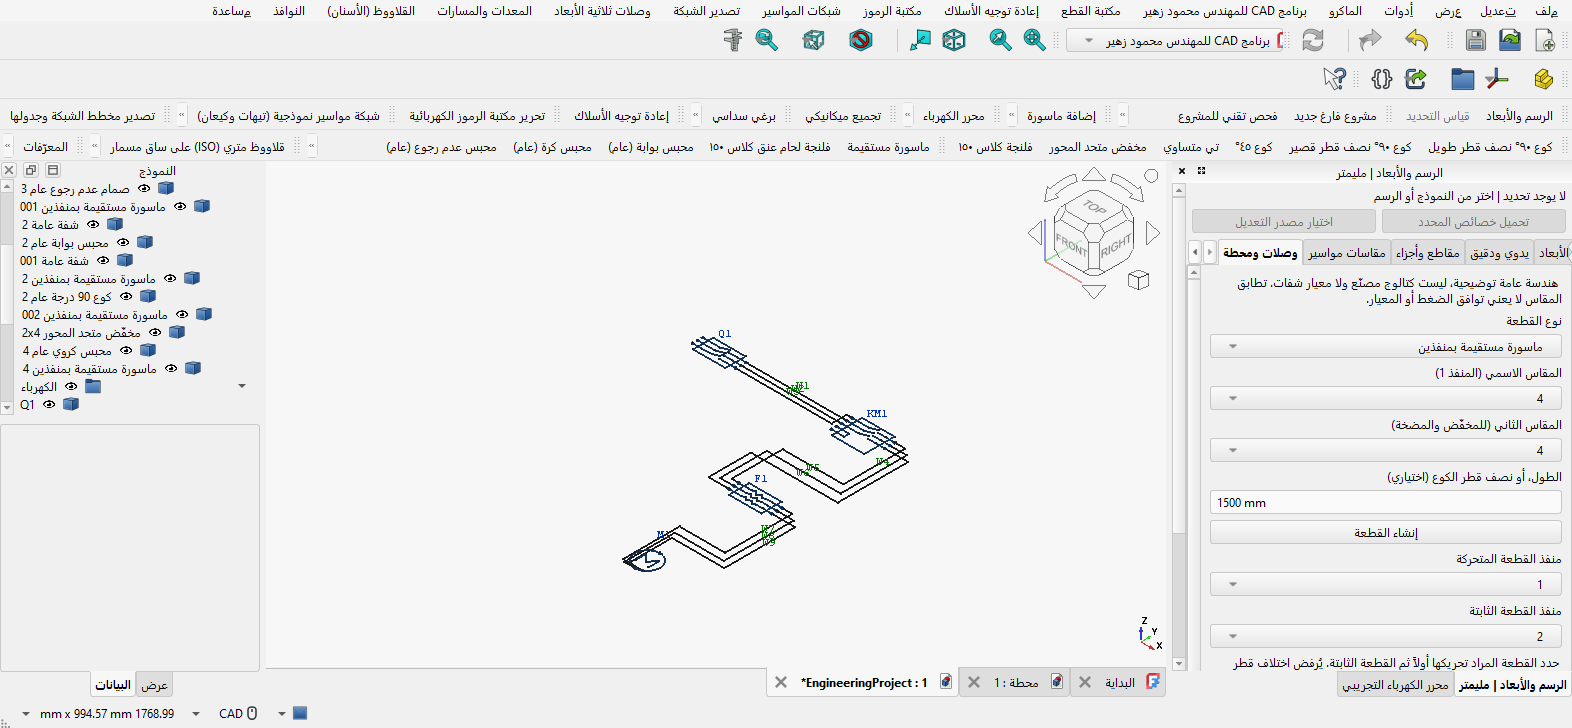 ملف تعديل عرض أدوات الماكرو برنامج CAD للمهندس محمود زهير مكتبة القطع إعادة توجيه الأسلاك مكتبة الرموز شبكات المواسير تصدير الشبكة وصلات ثلاثية الأبعاد المعدات والمسارات القلاووظ (الأسنان) النوافذ مساعدة
برنامج CAD للمهندس محمود زهير
الرسم والأبعاد قياس التحديد مشروع فارغ جديد فحص تقني للمشروع » إضافة ماسورة » محرر الكهرباء » تجميع ميكانيكي برغي سداسي » إعادة توجيه الأسلاك تحرير مكتبة الرموز الكهربائية شبكة مواسير نموذجية (تيهات وكيعان) » تصدير مخطط الشبكة وجدولها
كوع ٩٠° نصف قطر طويل كوع ٩٠° نصف قطر قصير كوع ٤٥° تي متساوي مخفض متحد المحور فلنجة كلاس ١٥٠ ماسورة مستقيمة فلنجة لحام عنق كلاس ١٥٠ محبس بوابة (عام) محبس كرة (عام) محبس عدم رجوع (عام) » قلاووظ متري (ISO) على ساق مسمار » المعرّفات »
النموذج
صمام عدم رجوع عام 3
ماسورة مستقيمة بمنفذين 001
شفة عامة 2
محبس بوابة عام 2
شفة عامة 001
ماسورة مستقيمة بمنفذين 2
كوع 90 درجة عام 2
ماسورة مستقيمة بمنفذين 002
مخفّض متحد المحور 2x4
محبس كروي عام 4
ماسورة مستقيمة بمنفذين 4
الكهرباء
Q1
عرض البيانات
TOP
FRONT RIGHT
Q1
KM1
F1
Z
Y
X
الرسم والأبعاد | مليمتر
لا يوجد تحديد | اختر من النموذج أو الرسم
تحميل خصائص المحدد اختيار مصدر التعديل
الأبعاد يدوي ودقيق مقاطع وأجزاء مقاسات مواسير وصلات ومحطة
هندسة عامة توضيحية، ليست كتالوج مصنّع ولا معيار شفات. تطابق
المقاس لا يعني توافق الضغط أو المعيار.
نوع القطعة
ماسورة مستقيمة بمنفذين
المقاس الاسمي (المنفذ 1)
4
المقاس الثاني (للمخفّض والمضخة)
4
الطول، أو نصف قطر الكوع (اختياري)
1500 mm
إنشاء القطعة
منفذ القطعة المتحركة
1
منفذ القطعة الثابتة
2
حدد القطعة المراد تحريكها أولاً ثم القطعة الثابتة. يُرفض اختلاف قطر
الرسم والأبعاد | مليمتر محرر الكهرباء التجريبي
البداية محطة : 1 EngineeringProject : 1*
CAD mm x 994.57 mm 1768.99